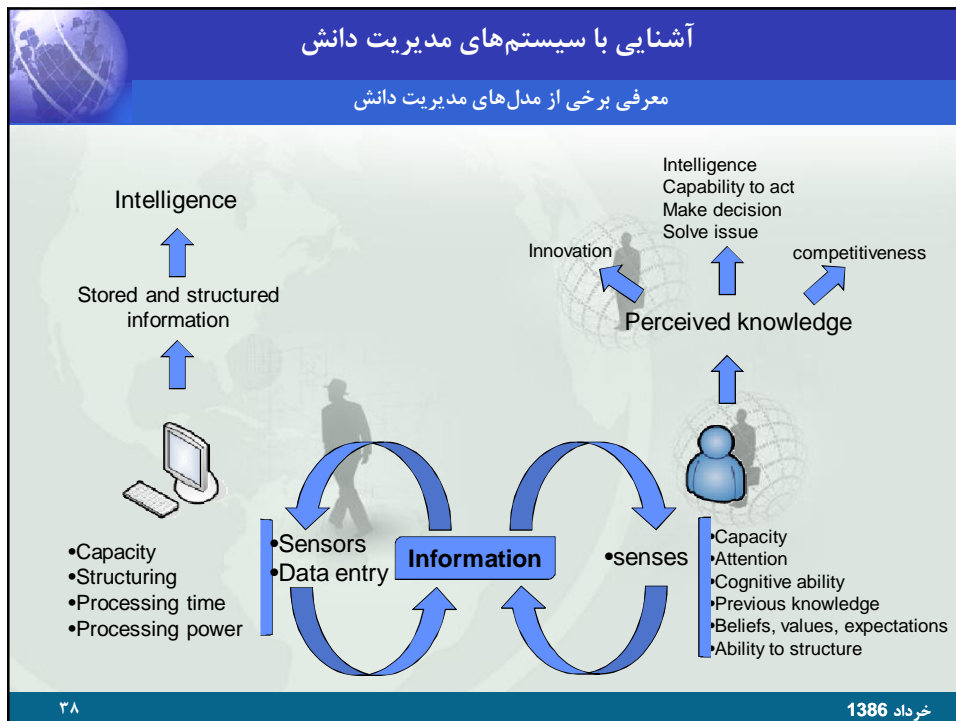 آشنایی با سیستم‌های مدیریت دانش
معرفی برخی از مدل‌های مدیریت دانش
Intelligence
Stored and structured
information
•Capacity
•Structuring
•Processing time
•Processing power
•Sensors
•Data entry
Information
•senses
Intelligence
Capability to act
Make decision
Solve issue
Innovation
competitiveness
Perceived knowledge
•Capacity
•Attention
•Cognitive ability
•Previous knowledge
•Beliefs, values, expectations
•Ability to structure
۳۸
خرداد 1386